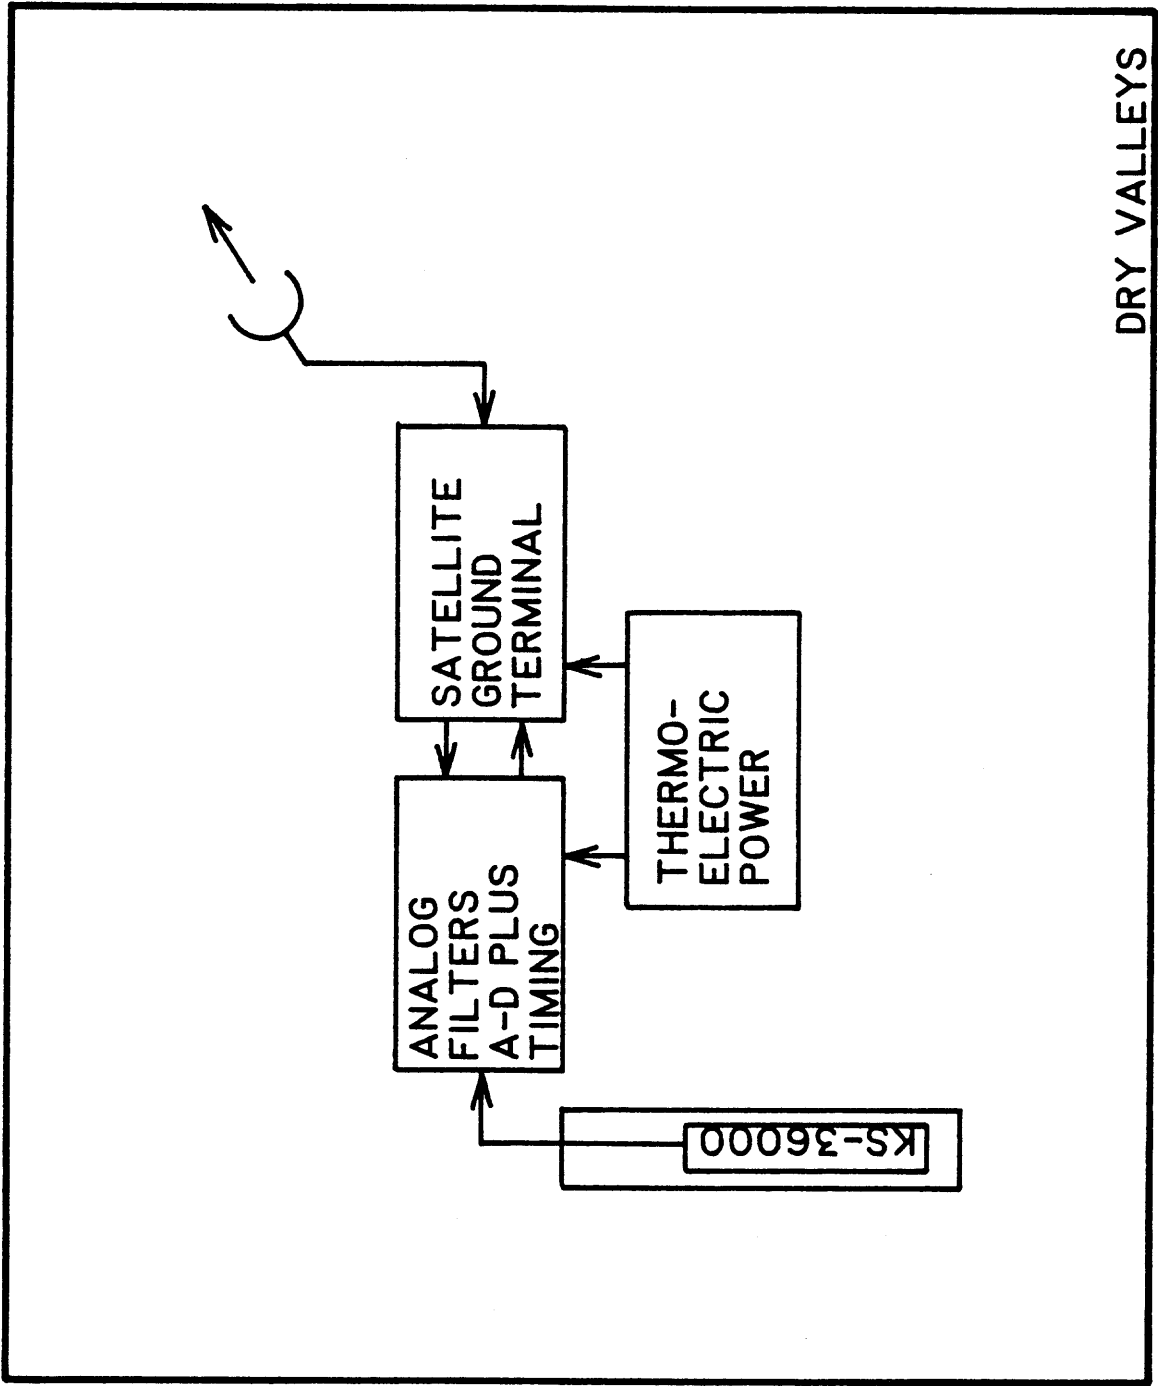 KS-36000
ANALOG
FILTERS
A-D PLUS
TIMING
SATELLITE
GROUND
TERMINAL
THERMO-
ELECTRIC
POWER
DRY VALLEYS